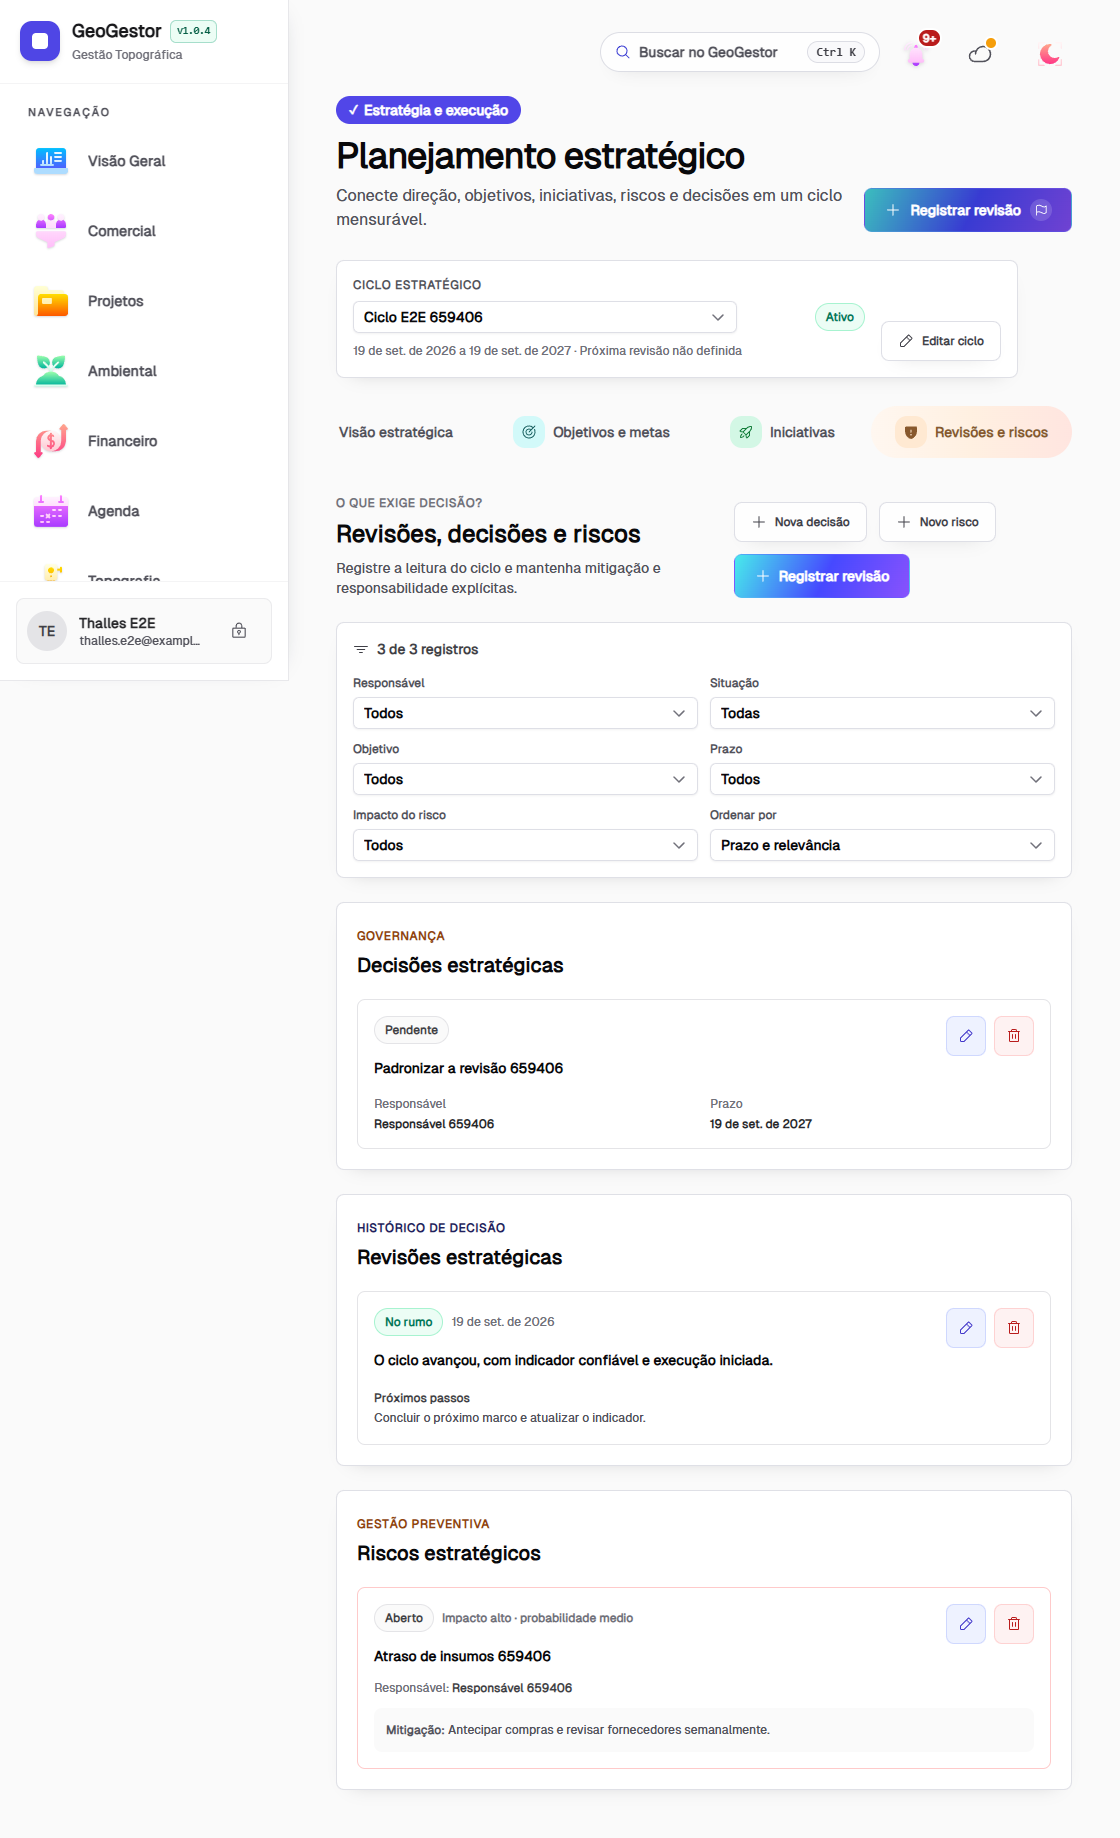 GeoGestor v1.0.4
Gestão Topográfica
NAVEGAÇÃO
Visão Geral
Comercial
Projetos
Ambiental
Financeiro
Agenda
Topografia
TE
Thalles E2E
thalles.e2e@exampl...
Buscar no GeoGestor Ctrl K
9+
✓ Estratégia e execução
Planejamento estratégico
Conecte direção, objetivos, iniciativas, riscos e decisões em um ciclo
mensurável.
Registrar revisão
CICLO ESTRATÉGICO
Ciclo E2E 659406
Ativo
Editar ciclo
19 de set. de 2026 a 19 de set. de 2027 · Próxima revisão não definida
Visão estratégica
Objetivos e metas
Iniciativas
Revisões e riscos
O QUE EXIGE DECISÃO?
Revisões, decisões e riscos
Registre a leitura do ciclo e mantenha mitigação e
responsabilidade explícitas.
Nova decisão
Novo risco
Registrar revisão
3 de 3 registros
Responsável
Todos
Situação
Todas
Objetivo
Todos
Prazo
Todos
Impacto do risco
Todos
Ordenar por
Prazo e relevância
GOVERNANÇA
Decisões estratégicas
Pendente
Padronizar a revisão 659406
Responsável
Responsável 659406
Prazo
19 de set. de 2027
HISTÓRICO DE DECISÃO
Revisões estratégicas
No rumo 19 de set. de 2026
O ciclo avançou, com indicador confiável e execução iniciada.
Próximos passos
Concluir o próximo marco e atualizar o indicador.
GESTÃO PREVENTIVA
Riscos estratégicos
Aberto Impacto alto · probabilidade medio
Atraso de insumos 659406
Responsável: Responsável 659406
Mitigação: Antecipar compras e revisar fornecedores semanalmente.